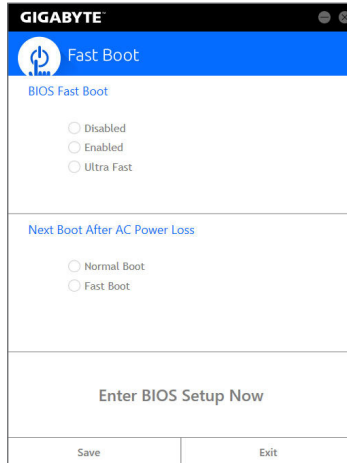 GIGABYTE™
Fast Boot
BIOS Fast Boot
Disabled
Enabled
Ultra Fast
Next Boot After AC Power Loss
Normal Boot
Fast Boot
Enter BIOS Setup Now
Save
Exit